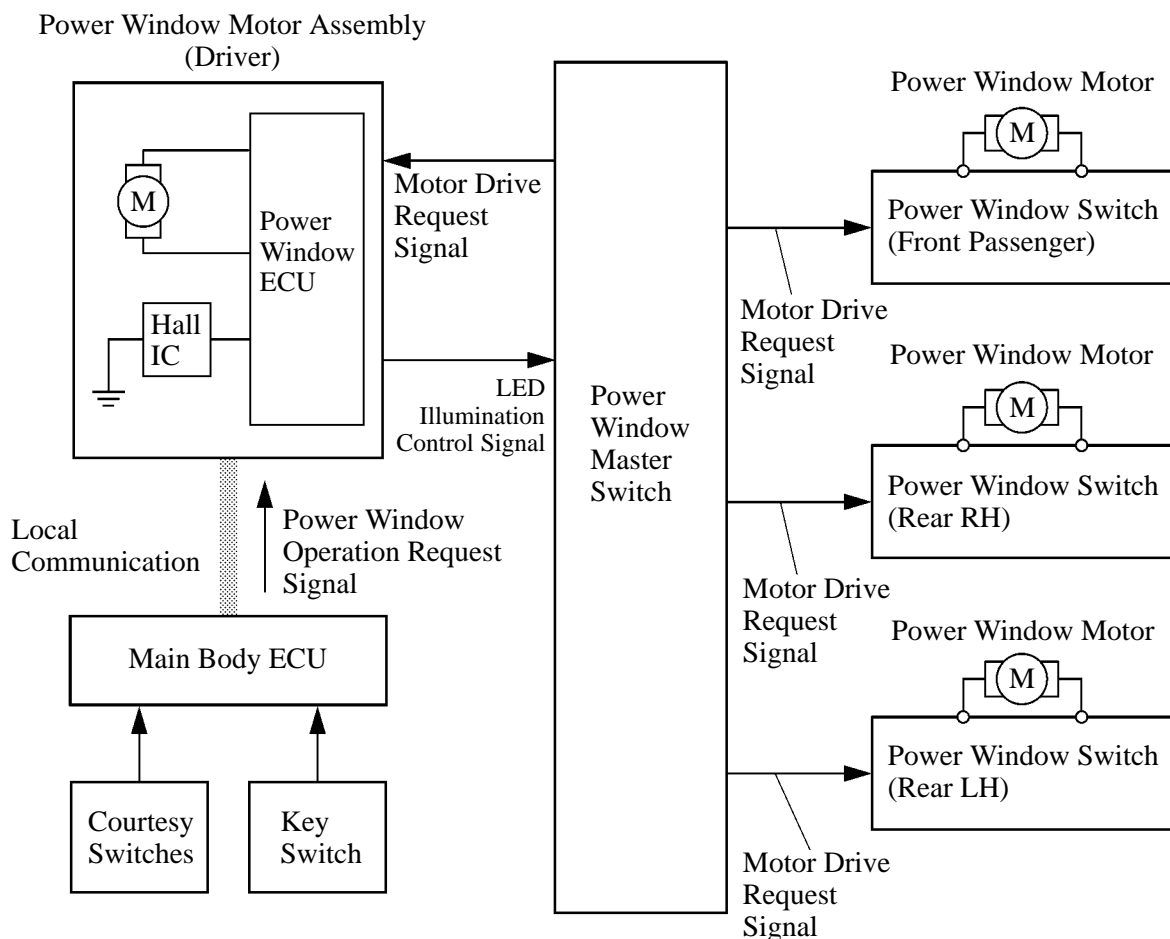 Power Window Motor Assembly
(Driver)
M
Power
Window
ECU
Hall
IC
Motor Drive
Request
Signal
LED
Illumination
Control Signal
Local
Communication
Power Window
Operation Request
Signal
Main Body ECU
Courtesy
Switches
Key
Switch
Power
Window
Master
Switch
Power Window Motor
M
Power Window Switch
(Front Passenger)
Motor Drive
Request
Signal
Power Window Motor
M
Power Window Switch
(Rear RH)
Motor Drive
Request
Signal
Power Window Motor
M
Power Window Switch
(Rear LH)
Motor Drive
Request
Signal